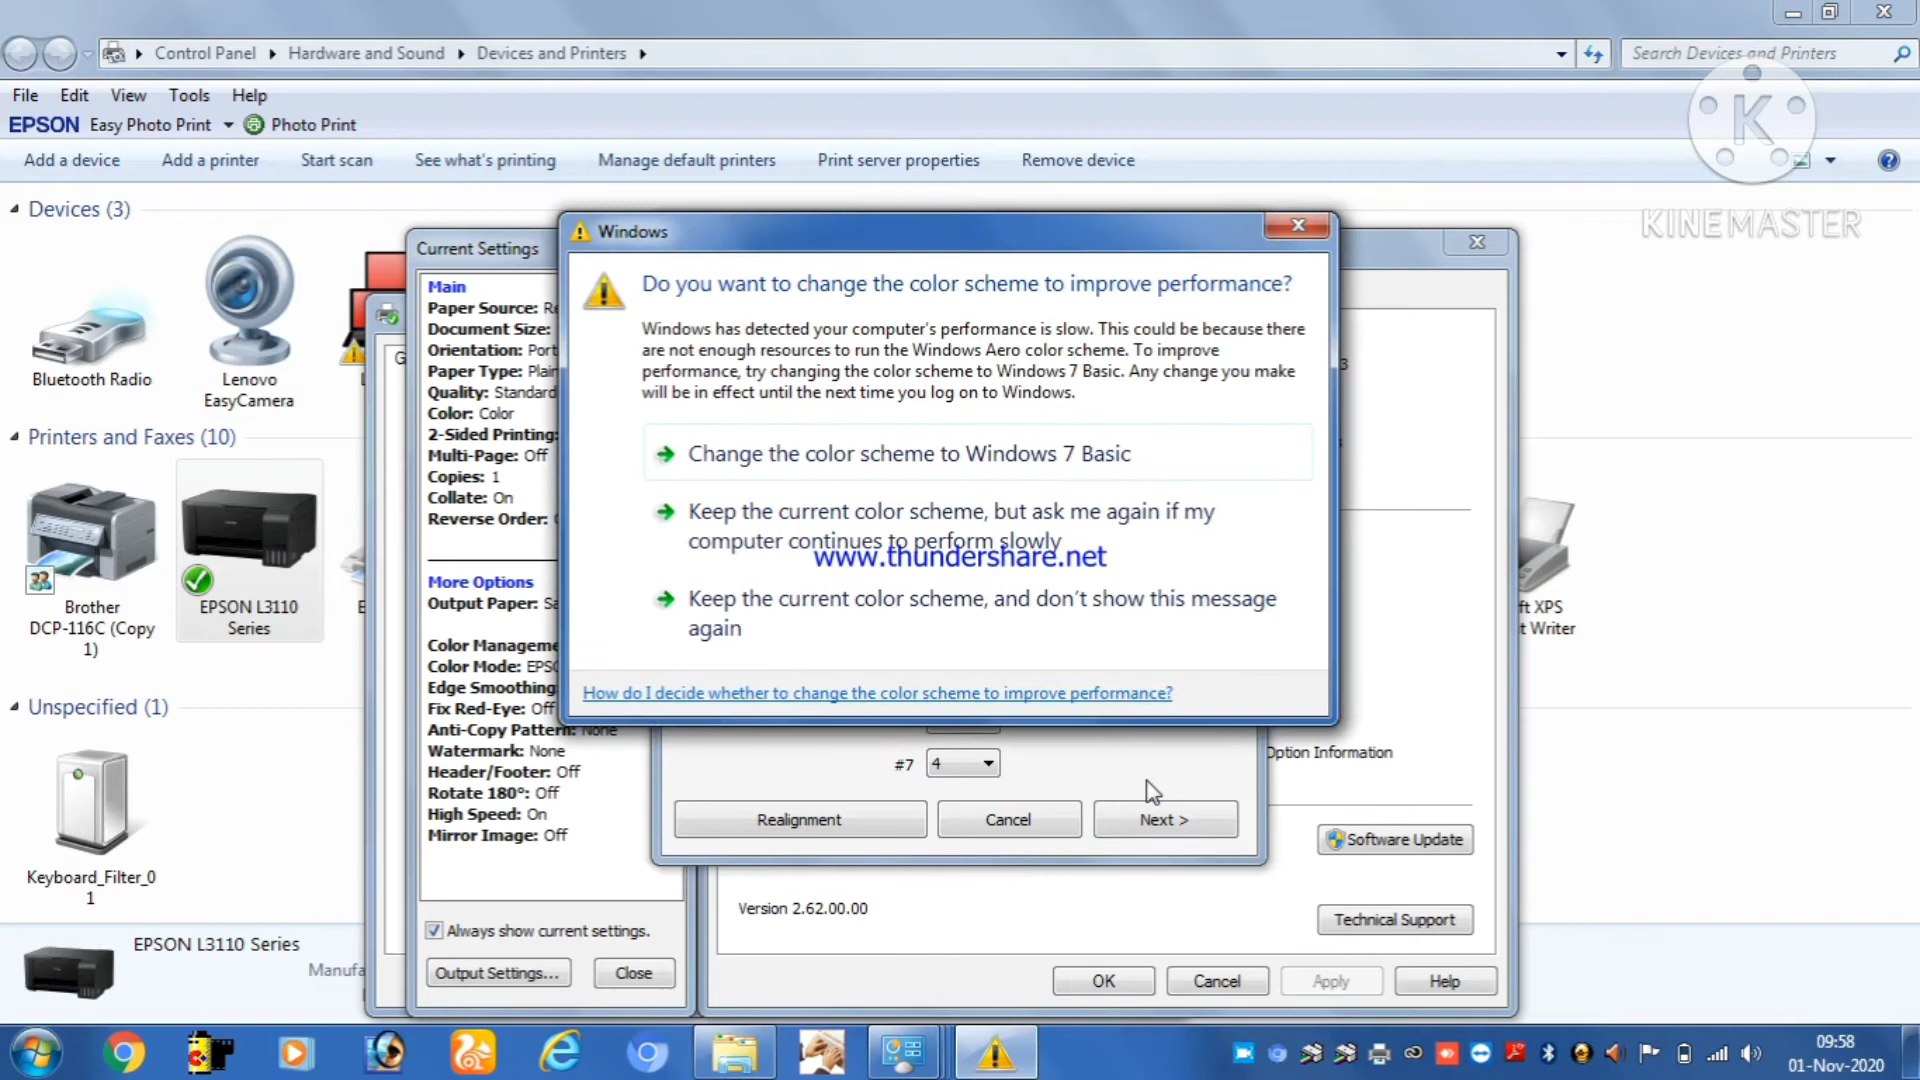 Control Panel
Hardware and Sound
Devices and Printers
Search Devices and Printers
File
Edit
View
Tools
Help
EPSON Easy Photo Print
Photo Print
Add a device
Add a printer
Start scan
See what's printing
Manage default printers
Print server properties
Remove device
K
KINEMASTER
Devices (3)
Bluetooth Radio
Lenovo
EasyCamera
Printers and Faxes (10)
Brother
DCP-116C (Copy
1)
EPSON L3110
Series
Unspecified (1)
Keyboard_Filter_0
1
EPSON L3110 Series
Current Settings
Main
Paper Source:
Document Size:
Orientation:
Paper Type:
Quality: Standard
Color: Color
2-Sided Printing:
Multi-Page: Off
Copies: 1
Collate: On
Reverse Order:
More Options
Output Paper:
Color Mode:
Edge Smoothing:
Fix Red-Eye: Off
Anti-Copy Pattern: None
Watermark: None
Header/Footer: Off
Rotate 180°: Off
High Speed: On
Mirror Image: Off
Always show current settings.
Output Settings...
Close
Windows
Do you want to change the color scheme to improve performance?
Windows has detected your computer's performance is slow. This could be because there
are not enough resources to run the Windows Aero color scheme. To improve
performance, try changing the color scheme to Windows 7 Basic. Any change you make
will be in effect until the next time you log on to Windows.
Change the color scheme to Windows 7 Basic
Keep the current color scheme, but ask me again if my
computer continues to perform slowly
www.thundershare.net
Keep the current color scheme, and don't show this message
again
How do I decide whether to change the color scheme to improve performance?
#7 4
Realignment
Cancel
Next >
Option Information
Software Update
Version 2.62.00.00
Technical Support
OK
Cancel
Apply
Help
XPS
Writer
09:58
01-Nov-2020